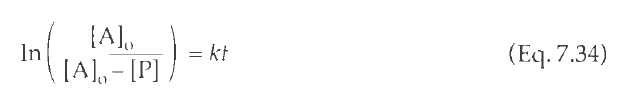 ln([A]₀ / ([A]₀ – [P])) = kt (Eq. 7.34)